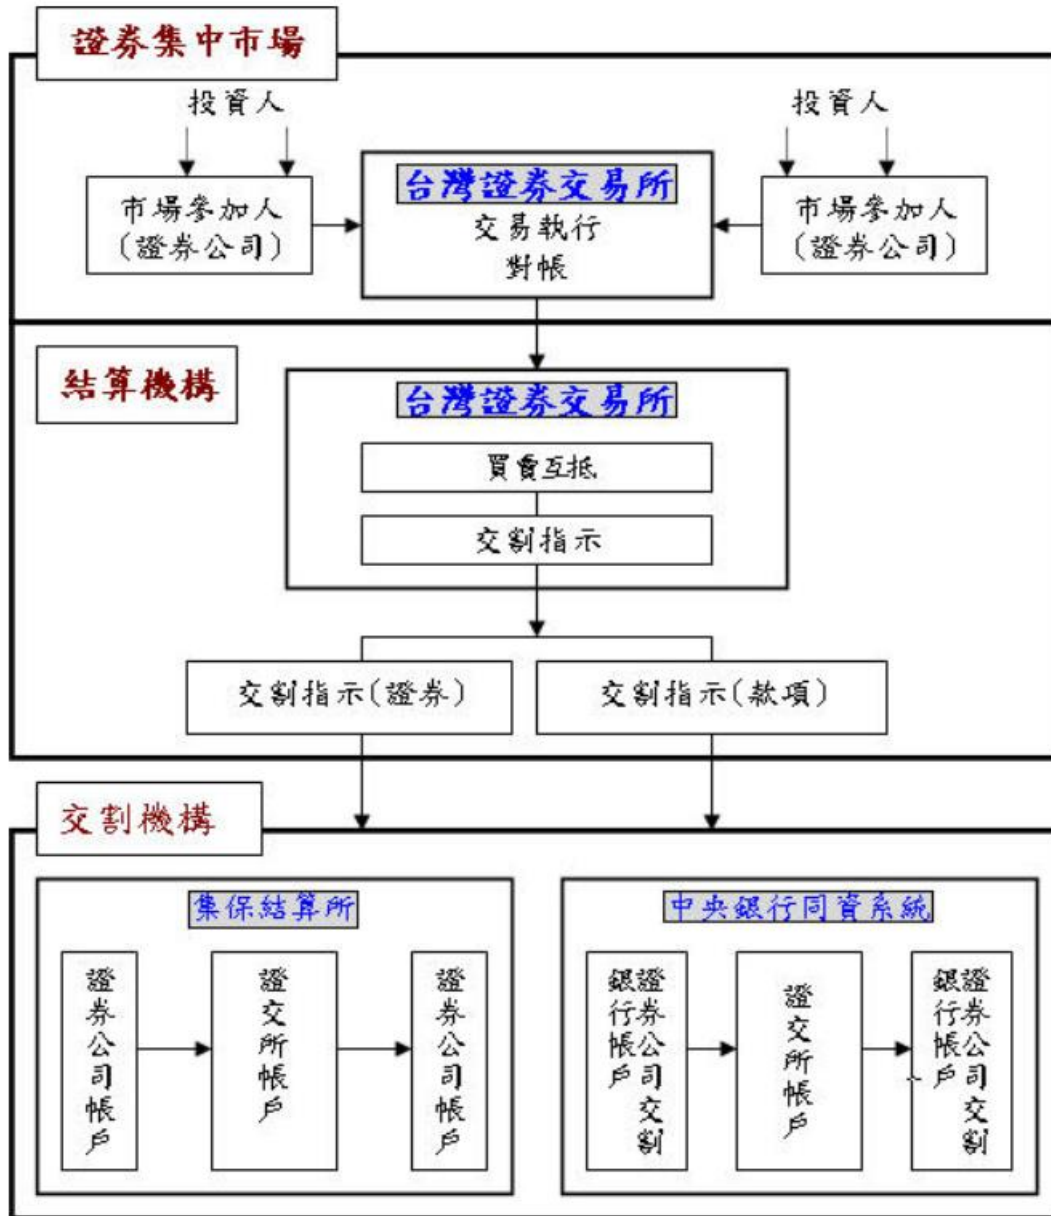 證券集中市場
投資人
投資人
市場參加人
(證券公司)
台灣證券交易所
交易執行
對帳
市場參加人
(證券公司)
結算機構
台灣證券交易所
買賣互抵
交割指示
交割指示(證券)
交割指示(款項)
交割機構
集保結算所
證券公司帳戶
證交所帳戶
證券公司帳戶
中央銀行同資系統
證券公司交割
銀行帳戶
證交所帳戶
證券公司交割
銀行帳戶